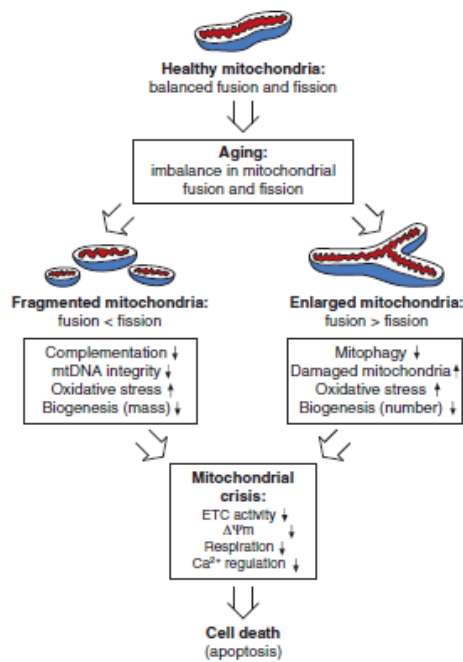 Healthy mitochondria:
balanced fusion and fission
Aging:
imbalance in mitochondrial
fusion and fission
Fragmented mitochondria:
fusion < fission
Complementation ↓
mtDNA integrity ↓
Oxidative stress ↑
Biogenesis (mass) ↓
Enlarged mitochondria:
fusion > fission
Mitophagy ↓
Damaged mitochondria ↑
Oxidative stress ↑
Biogenesis (number) ↓
Mitochondrial
crisis:
ETC activity ↓
ΔΨm ↓
Respiration ↓
Ca²⁺ regulation ↓
Cell death
(apoptosis)